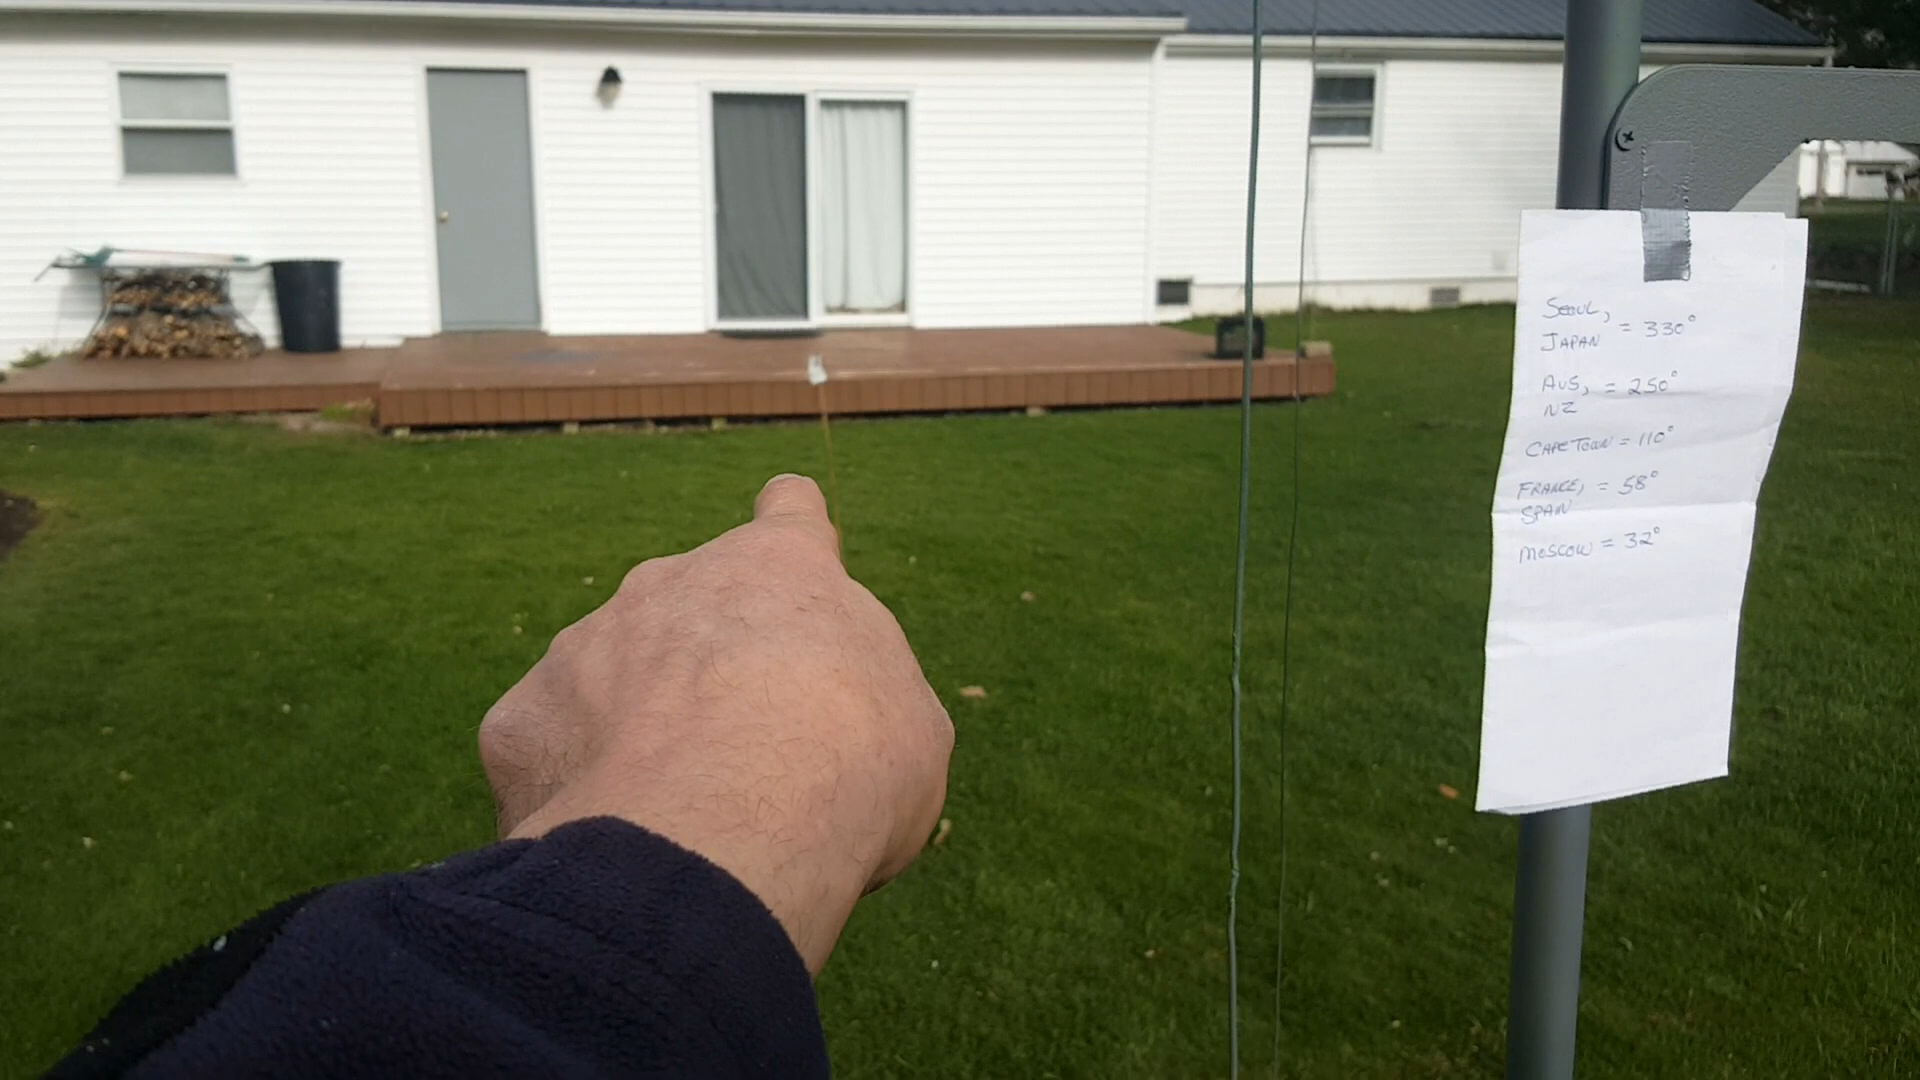 SEOUL,
JAPAN = 330°
AUS, = 250°
NZ
CAPE TOWN = 110°
FRANCE, = 58°
SPAIN
MOSCOW = 32°